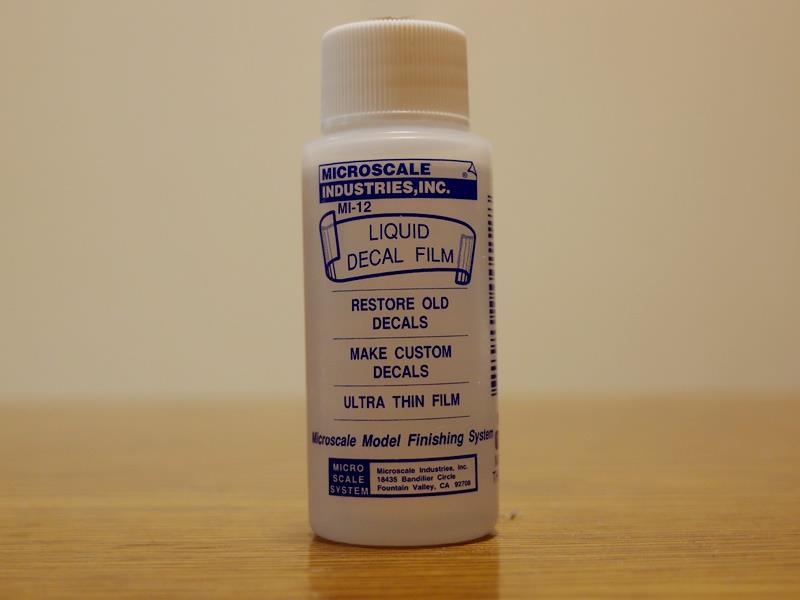 MICROSCALE
INDUSTRIES,INC.®
MI-12
LIQUID
DECAL FILM
RESTORE OLD
DECALS
MAKE CUSTOM
DECALS
ULTRA THIN FILM
Microscale Model Finishing System
MICRO
SCALE
SYSTEM
Microscale Industries, Inc.
18435 Bandilier Circle
Fountain Valley, CA 92708